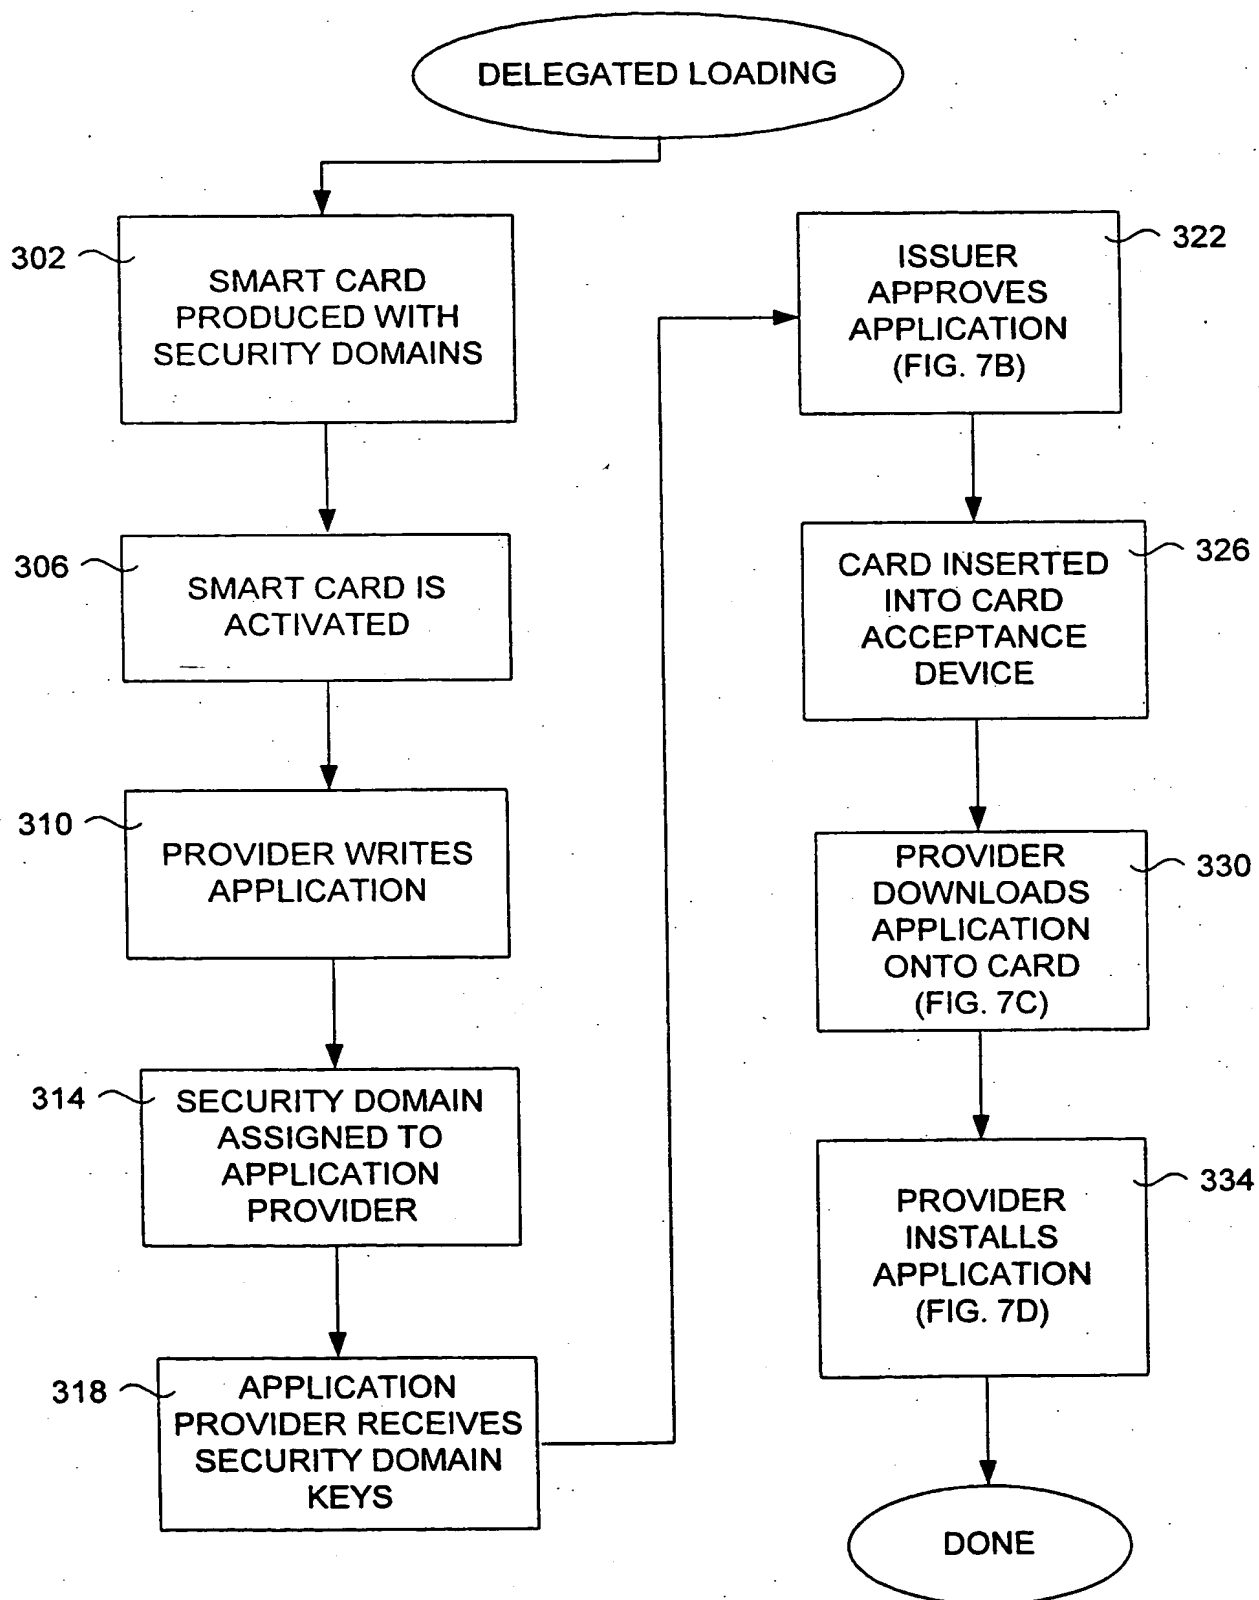 DELEGATED LOADING
302
SMART CARD
PRODUCED WITH
SECURITY DOMAINS
306
SMART CARD IS
ACTIVATED
310
PROVIDER WRITES
APPLICATION
314
SECURITY DOMAIN
ASSIGNED TO
APPLICATION
PROVIDER
318
APPLICATION
PROVIDER RECEIVES
SECURITY DOMAIN
KEYS
322
ISSUER
APPROVES
APPLICATION
(FIG. 7B)
326
CARD INSERTED
INTO CARD
ACCEPTANCE
DEVICE
330
PROVIDER
DOWNLOADS
APPLICATION
ONTO CARD
(FIG. 7C)
334
PROVIDER
INSTALLS
APPLICATION
(FIG. 7D)
DONE